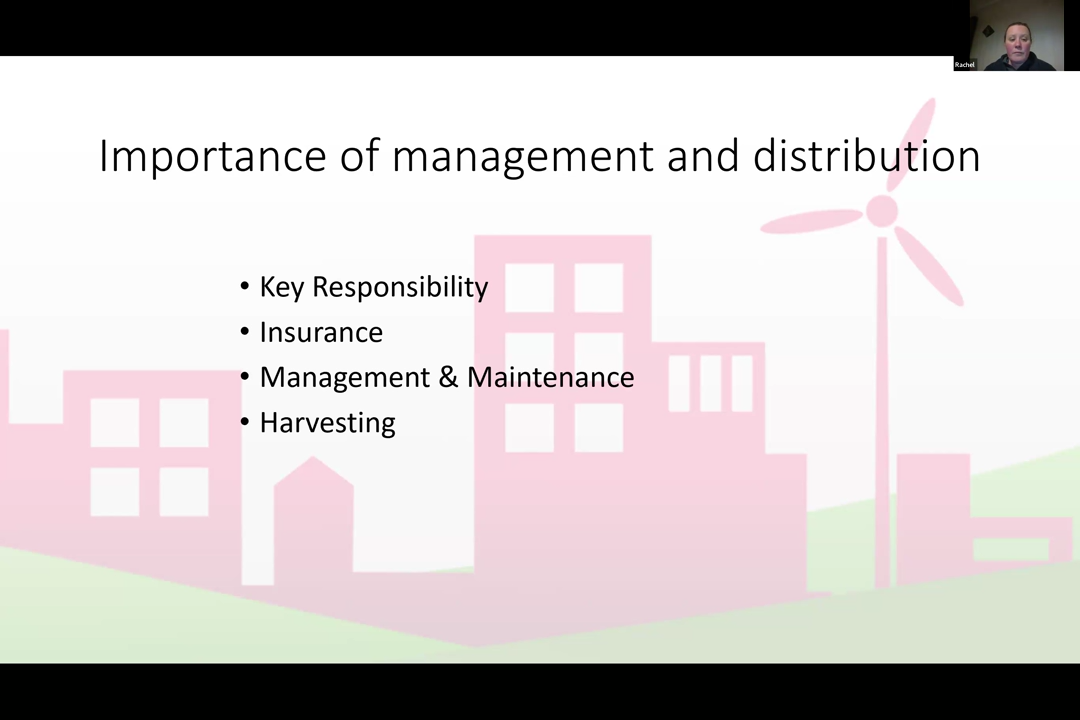 Rachel
Importance of management and distribution
• Key Responsibility
• Insurance
• Management & Maintenance
• Harvesting